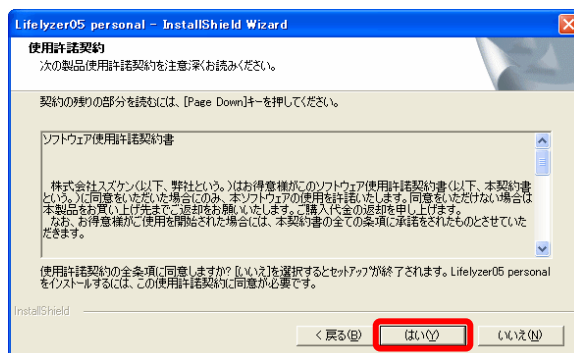 Lifelyzer05 personal - InstallShield Wizard
使用許諾契約
次の製品使用許諾契約を注意深くお読みください。
契約の残りの部分を読むには、[Page Down]キーを押してください。
ソフトウェア使用許諾契約書
株式会社スズケン(以下、弊社という。)はお得意様がこのソフトウェア使用許諾契約書(以下、本契約書
という。)に同意をいただいた場合にのみ、本ソフトウェアの使用を許諾いたします。同意をいただけない場合は
本製品をお買い上げ先までご返却をお願いいたします。ご購入代金の返却を申し上げます。
なお、お得意様がご使用を開始された場合には、本契約書の全ての条項に承諾をされたものとさせていた
だきます。
使用許諾契約の全条項に同意しますか? [いいえ]を選択するとセットアップが終了されます。Lifelyzer05 personal
をインストールするには、この使用許諾契約に同意が必要です。
InstallShield
< 戻る(B) はい(Y) いいえ(N)